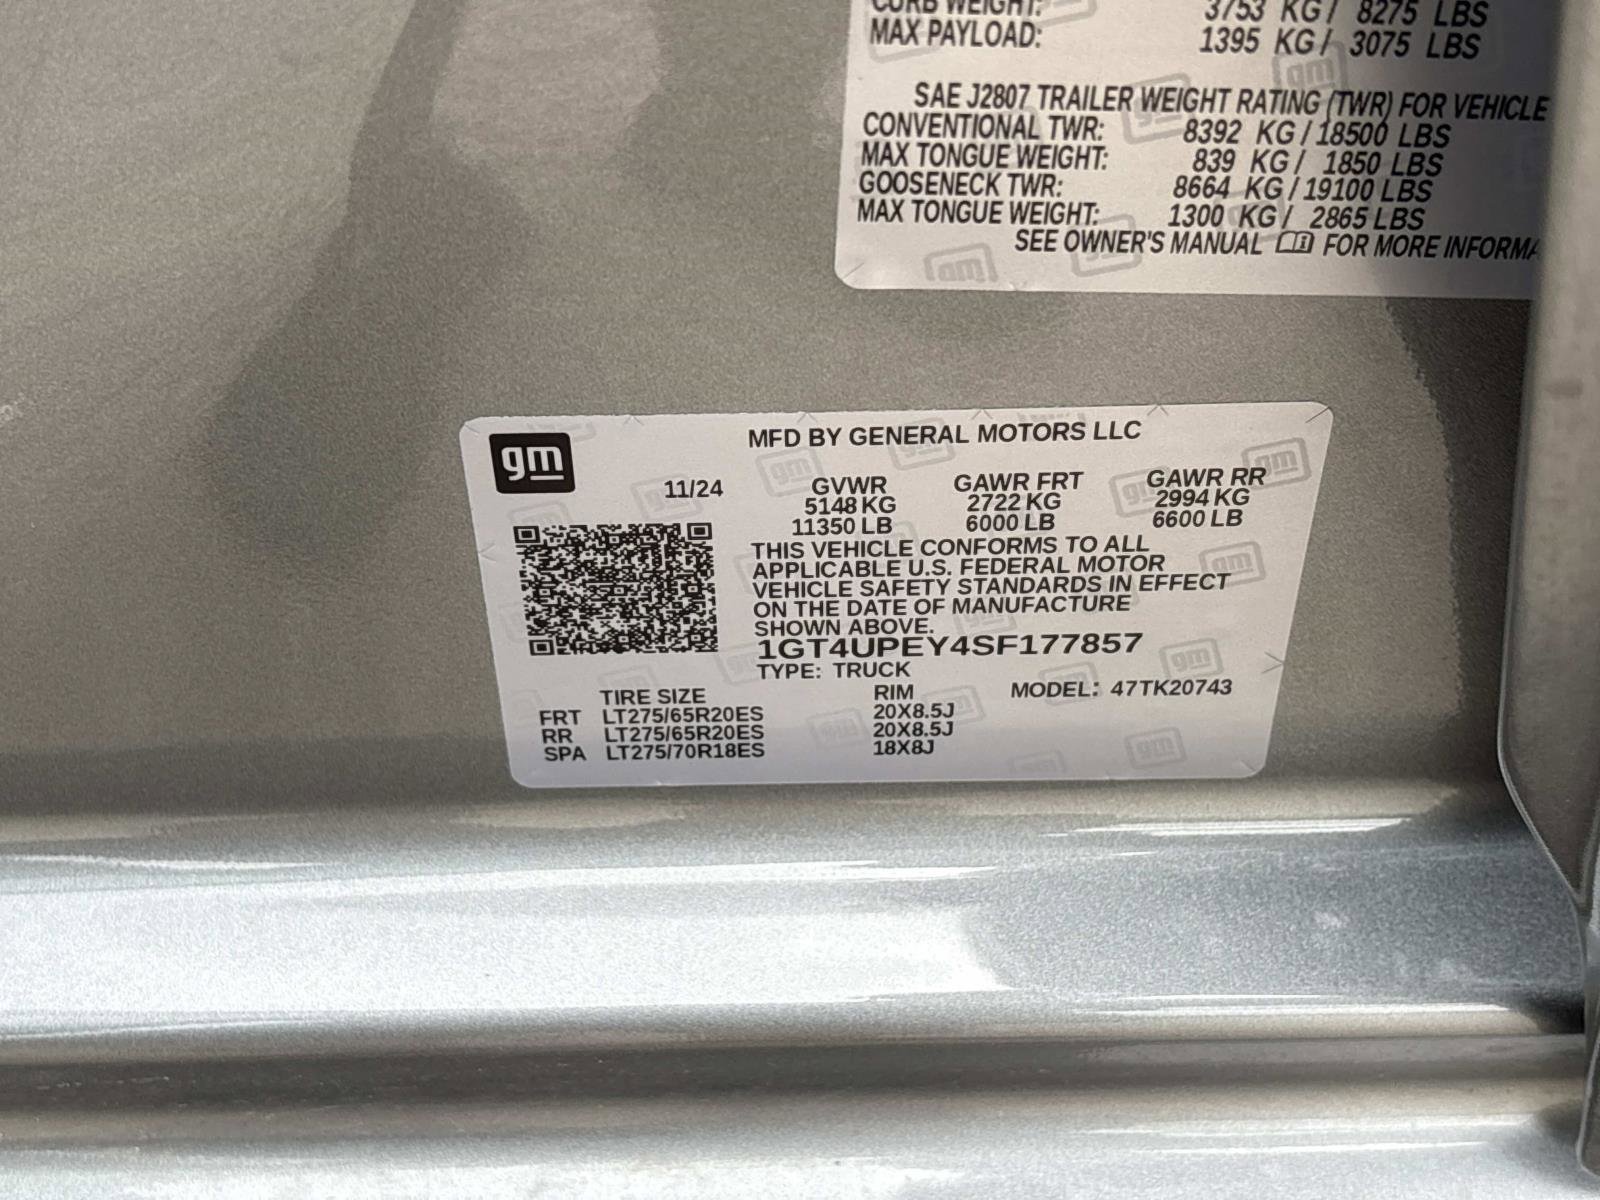 CURB WEIGHT: 3753 KG / 8275 LBS
MAX PAYLOAD: 1395 KG / 3075 LBS
SAE J2807 TRAILER WEIGHT RATING (TWR) FOR VEHICLE
CONVENTIONAL TWR: 8392 KG / 18500 LBS
MAX TONGUE WEIGHT: 839 KG / 1850 LBS
GOOSENECK TWR: 8664 KG / 19100 LBS
MAX TONGUE WEIGHT: 1300 KG / 2865 LBS
SEE OWNER'S MANUAL FOR MORE INFORMA
gm
MFD BY GENERAL MOTORS LLC
11/24 GVWR GAWR FRT GAWR RR
5148 KG 2722 KG 2994 KG
11350 LB 6000 LB 6600 LB
THIS VEHICLE CONFORMS TO ALL
APPLICABLE U.S. FEDERAL MOTOR
VEHICLE SAFETY STANDARDS IN EFFECT
ON THE DATE OF MANUFACTURE
SHOWN ABOVE.
1GT4UPEY4SF177857
TYPE: TRUCK
TIRE SIZE RIM MODEL: 47TK20743
FRT LT275/65R20ES 20X8.5J
RR LT275/65R20ES 20X8.5J
SPA LT275/70R18ES 18X8J